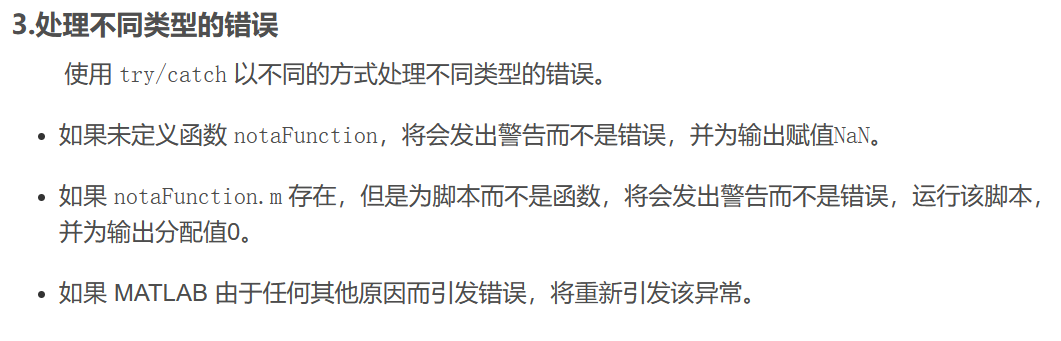 3.处理不同类型的错误
使用 try/catch 以不同的方式处理不同类型的错误。
• 如果未定义函数 notaFunction，将会发出警告而不是错误，并为输出赋值NaN。
• 如果 notaFunction.m 存在，但是为脚本而不是函数，将会发出警告而不是错误，运行该脚本，
并为输出分配值0。
• 如果 MATLAB 由于任何其他原因而引发错误，将重新引发该异常。